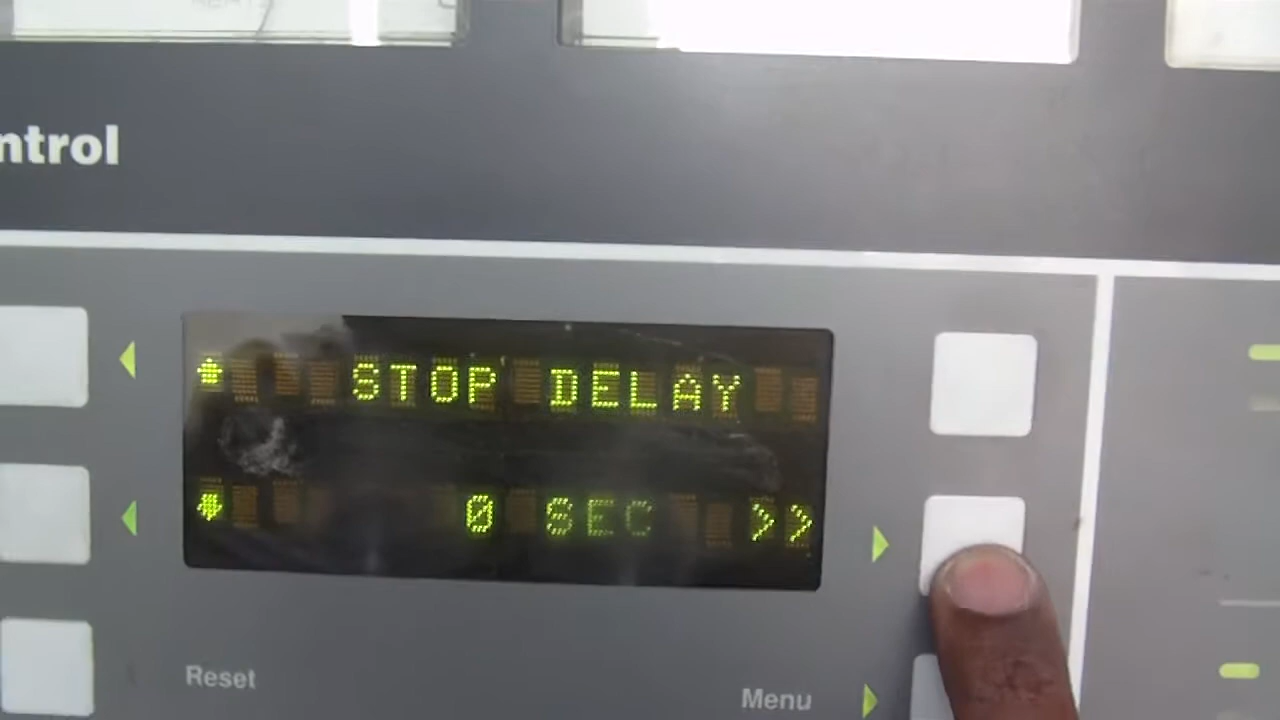 ntrol
STOP DELAY
0 SEC >>
Reset
Menu